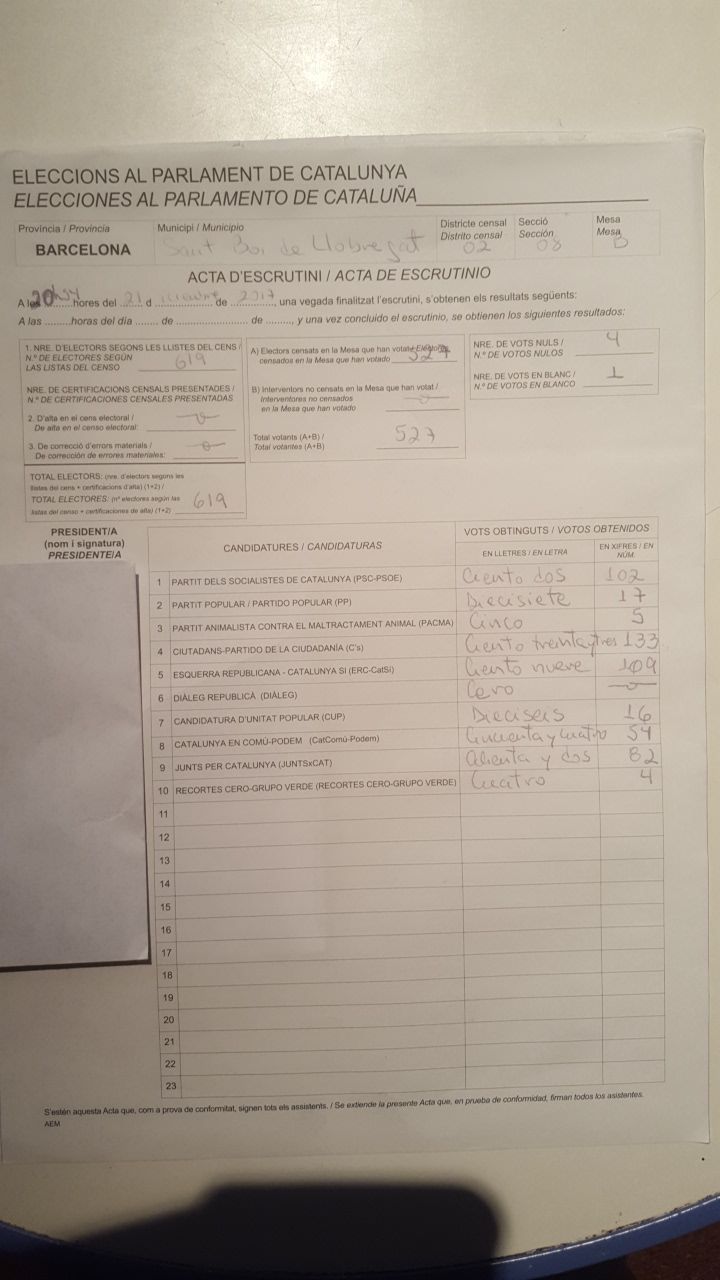 ELECCIONS AL PARLAMENT DE CATALUNYA
ELECCIONES AL PARLAMENTO DE CATALUÑA
Provincia / Provincia Municipi / Municipio Districte censal Secció Mesa
Distrito censal Sección Mesa
BARCELONA Sant Boi de Llobregat 02 08 B
ACTA D'ESCRUTINI / ACTA DE ESCRUTINIO
A les 20h34 hores del 21 d de 2017, una vegada finalitzat l'escrutini, s'obtenen els resultats següents:
A las .........horas del día ....... de .................... de ........, y una vez concluido el escrutinio, se obtienen los siguientes resultados:
1. NRE. D'ELECTORS SEGONS LES LLISTES DEL CENS /
N.º DE ELECTORES SEGÚN
LAS LISTAS DEL CENSO 619
NRE. DE CERTIFICACIONS CENSALS PRESENTADES /
N.º DE CERTIFICACIONES CENSALES PRESENTADAS
2. D'alta en el cens electoral /
De alta en el censo electoral: 0
3. De correcció d'errors materials /
De corrección de errores materiales: 0
TOTAL ELECTORS: (nre. d'electors segons les
llistes del cens + certificacions d'alta) (1+2) /
TOTAL ELECTORES: (nº electores según las
listas del censo + certificaciones de alta) (1+2) 619
A) Electors censats en la Mesa que han votat / Electores
censados en la Mesa que han votado 527
B) Interventors no censats en la Mesa que han votat /
Interventores no censados
en la Mesa que han votado 0
Total votants (A+B) /
Total votantes (A+B) 527
NRE. DE VOTS NULS /
N.º DE VOTOS NULOS 4
NRE. DE VOTS EN BLANC /
N.º DE VOTOS EN BLANCO 1
PRESIDENT/A
(nom i signatura)
PRESIDENTE/A
CANDIDATURES / CANDIDATURAS VOTS OBTINGUTS / VOTOS OBTENIDOS
EN LLETRES / EN LETRA EN XIFRES / EN NÚM.
1 PARTIT DELS SOCIALISTES DE CATALUNYA (PSC-PSOE) Ciento dos 102
2 PARTIT POPULAR / PARTIDO POPULAR (PP) Diecisiete 17
3 PARTIT ANIMALISTA CONTRA EL MALTRACTAMENT ANIMAL (PACMA) Cinco 5
4 CIUTADANS-PARTIDO DE LA CIUDADANÍA (C's) Ciento treinta y tres 133
5 ESQUERRA REPUBLICANA - CATALUNYA SI (ERC-CatSí) Ciento nueve 109
6 DIÀLEG REPUBLICÀ (DIÀLEG) Cero 0
7 CANDIDATURA D'UNITAT POPULAR (CUP) Dieciseis 16
8 CATALUNYA EN COMÚ-PODEM (CatComú-Podem) Cincuenta y cuatro 54
9 JUNTS PER CATALUNYA (JUNTSxCAT) Ochenta y dos 82
10 RECORTES CERO-GRUPO VERDE (RECORTES CERO-GRUPO VERDE) Cuatro 4
11
12
13
14
15
16
17
18
19
20
21
22
23
S'estén aquesta Acta que, com a prova de conformitat, signen tots els assistents. / Se extiende la presente Acta que, en prueba de conformidad, firman todos los asistentes.
AEM